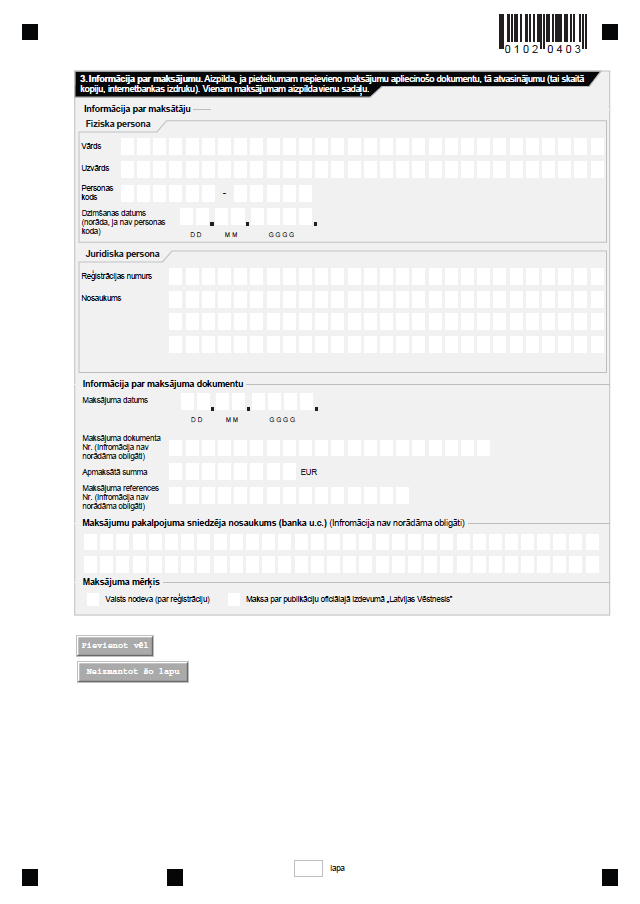 0102 0403
3. Informācija par maksājumu. Aizpilda, ja pieteikumam nepievieno maksājumu apliecinošo dokumentu, tā atvasinājumu (tai skaitā
kopiju, internetbankas izdruku). Vienam maksājumam aizpilda vienu sadaļu.
Informācija par maksātāju
Fiziska persona
Vārds
Uzvārds
Personas
kods
-
Dzimšanas datums
(norāda, ja nav personas
koda)
. . .
DD MM GGGG
Juridiska persona
Reģistrācijas numurs
Nosaukums
Informācija par maksājuma dokumentu
Maksājuma datums
. . .
DD MM GGGG
Maksājuma dokumenta
Nr. (Infromācija nav
norādāma obligāti)
Apmaksātā summa EUR
Maksājuma references
Nr. (Infromācija nav
norādāma obligāti)
Maksājumu pakalpojuma sniedzēja nosaukums (banka u.c.) (Infromācija nav norādāma obligāti)
Maksājuma mērķis
Valsts nodeva (par reģistrāciju) Maksa par publikāciju oficiālajā izdevumā „Latvijas Vēstnesis"
Pievienot vēl
Neizmantot šo lapu
lapa